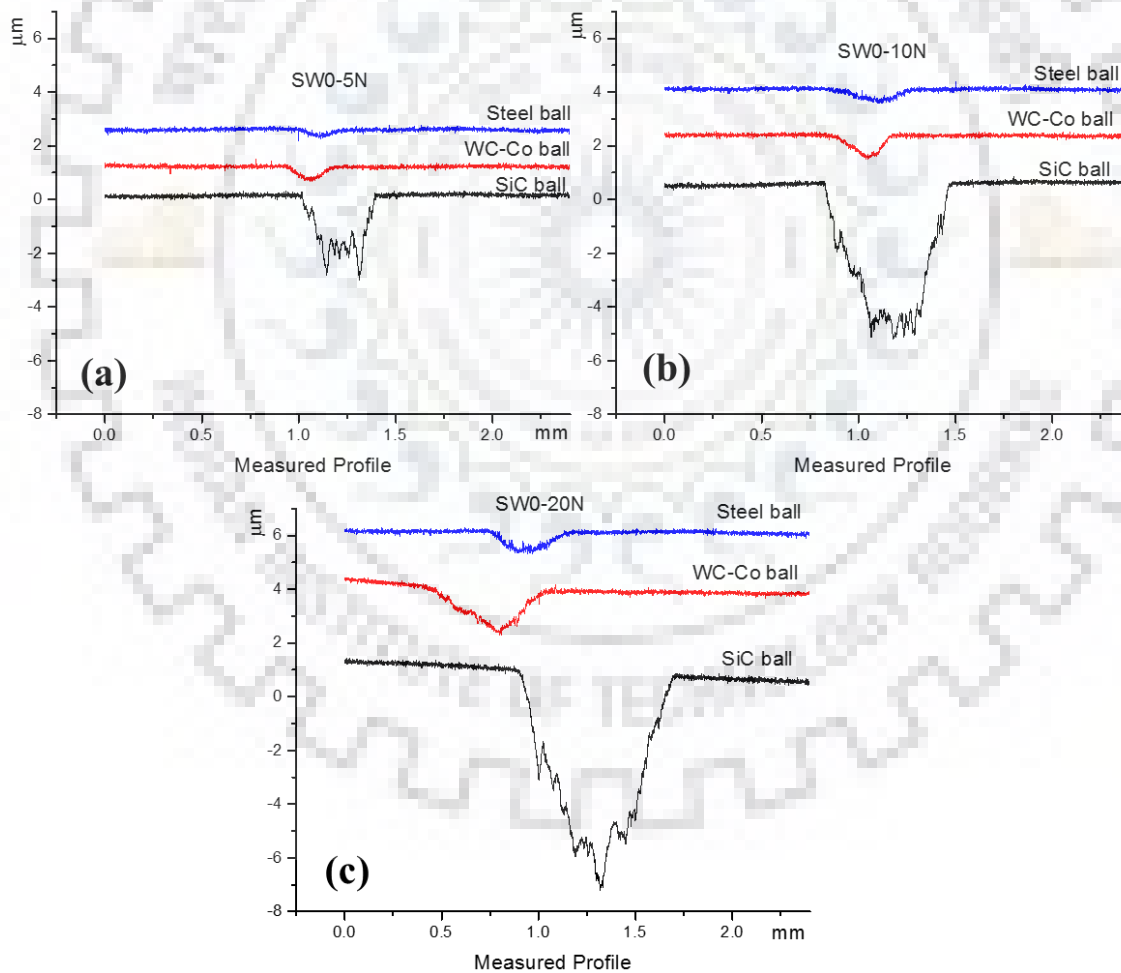 μm
6
4
2
0
-2
-4
-6
-8
SW0-5N
Steel ball
WC-Co ball
SiC ball
(a)
0.0 0.5 1.0 1.5 2.0 mm
Measured Profile
μm
6
4
2
0
-2
-4
-6
-8
SW0-10N
Steel ball
WC-Co ball
SiC ball
(b)
0.0 0.5 1.0 1.5 2.0
Measured Profile
μm
6
4
2
0
-2
-4
-6
-8
SW0-20N
Steel ball
WC-Co ball
SiC ball
(c)
0.0 0.5 1.0 1.5 2.0 mm
Measured Profile